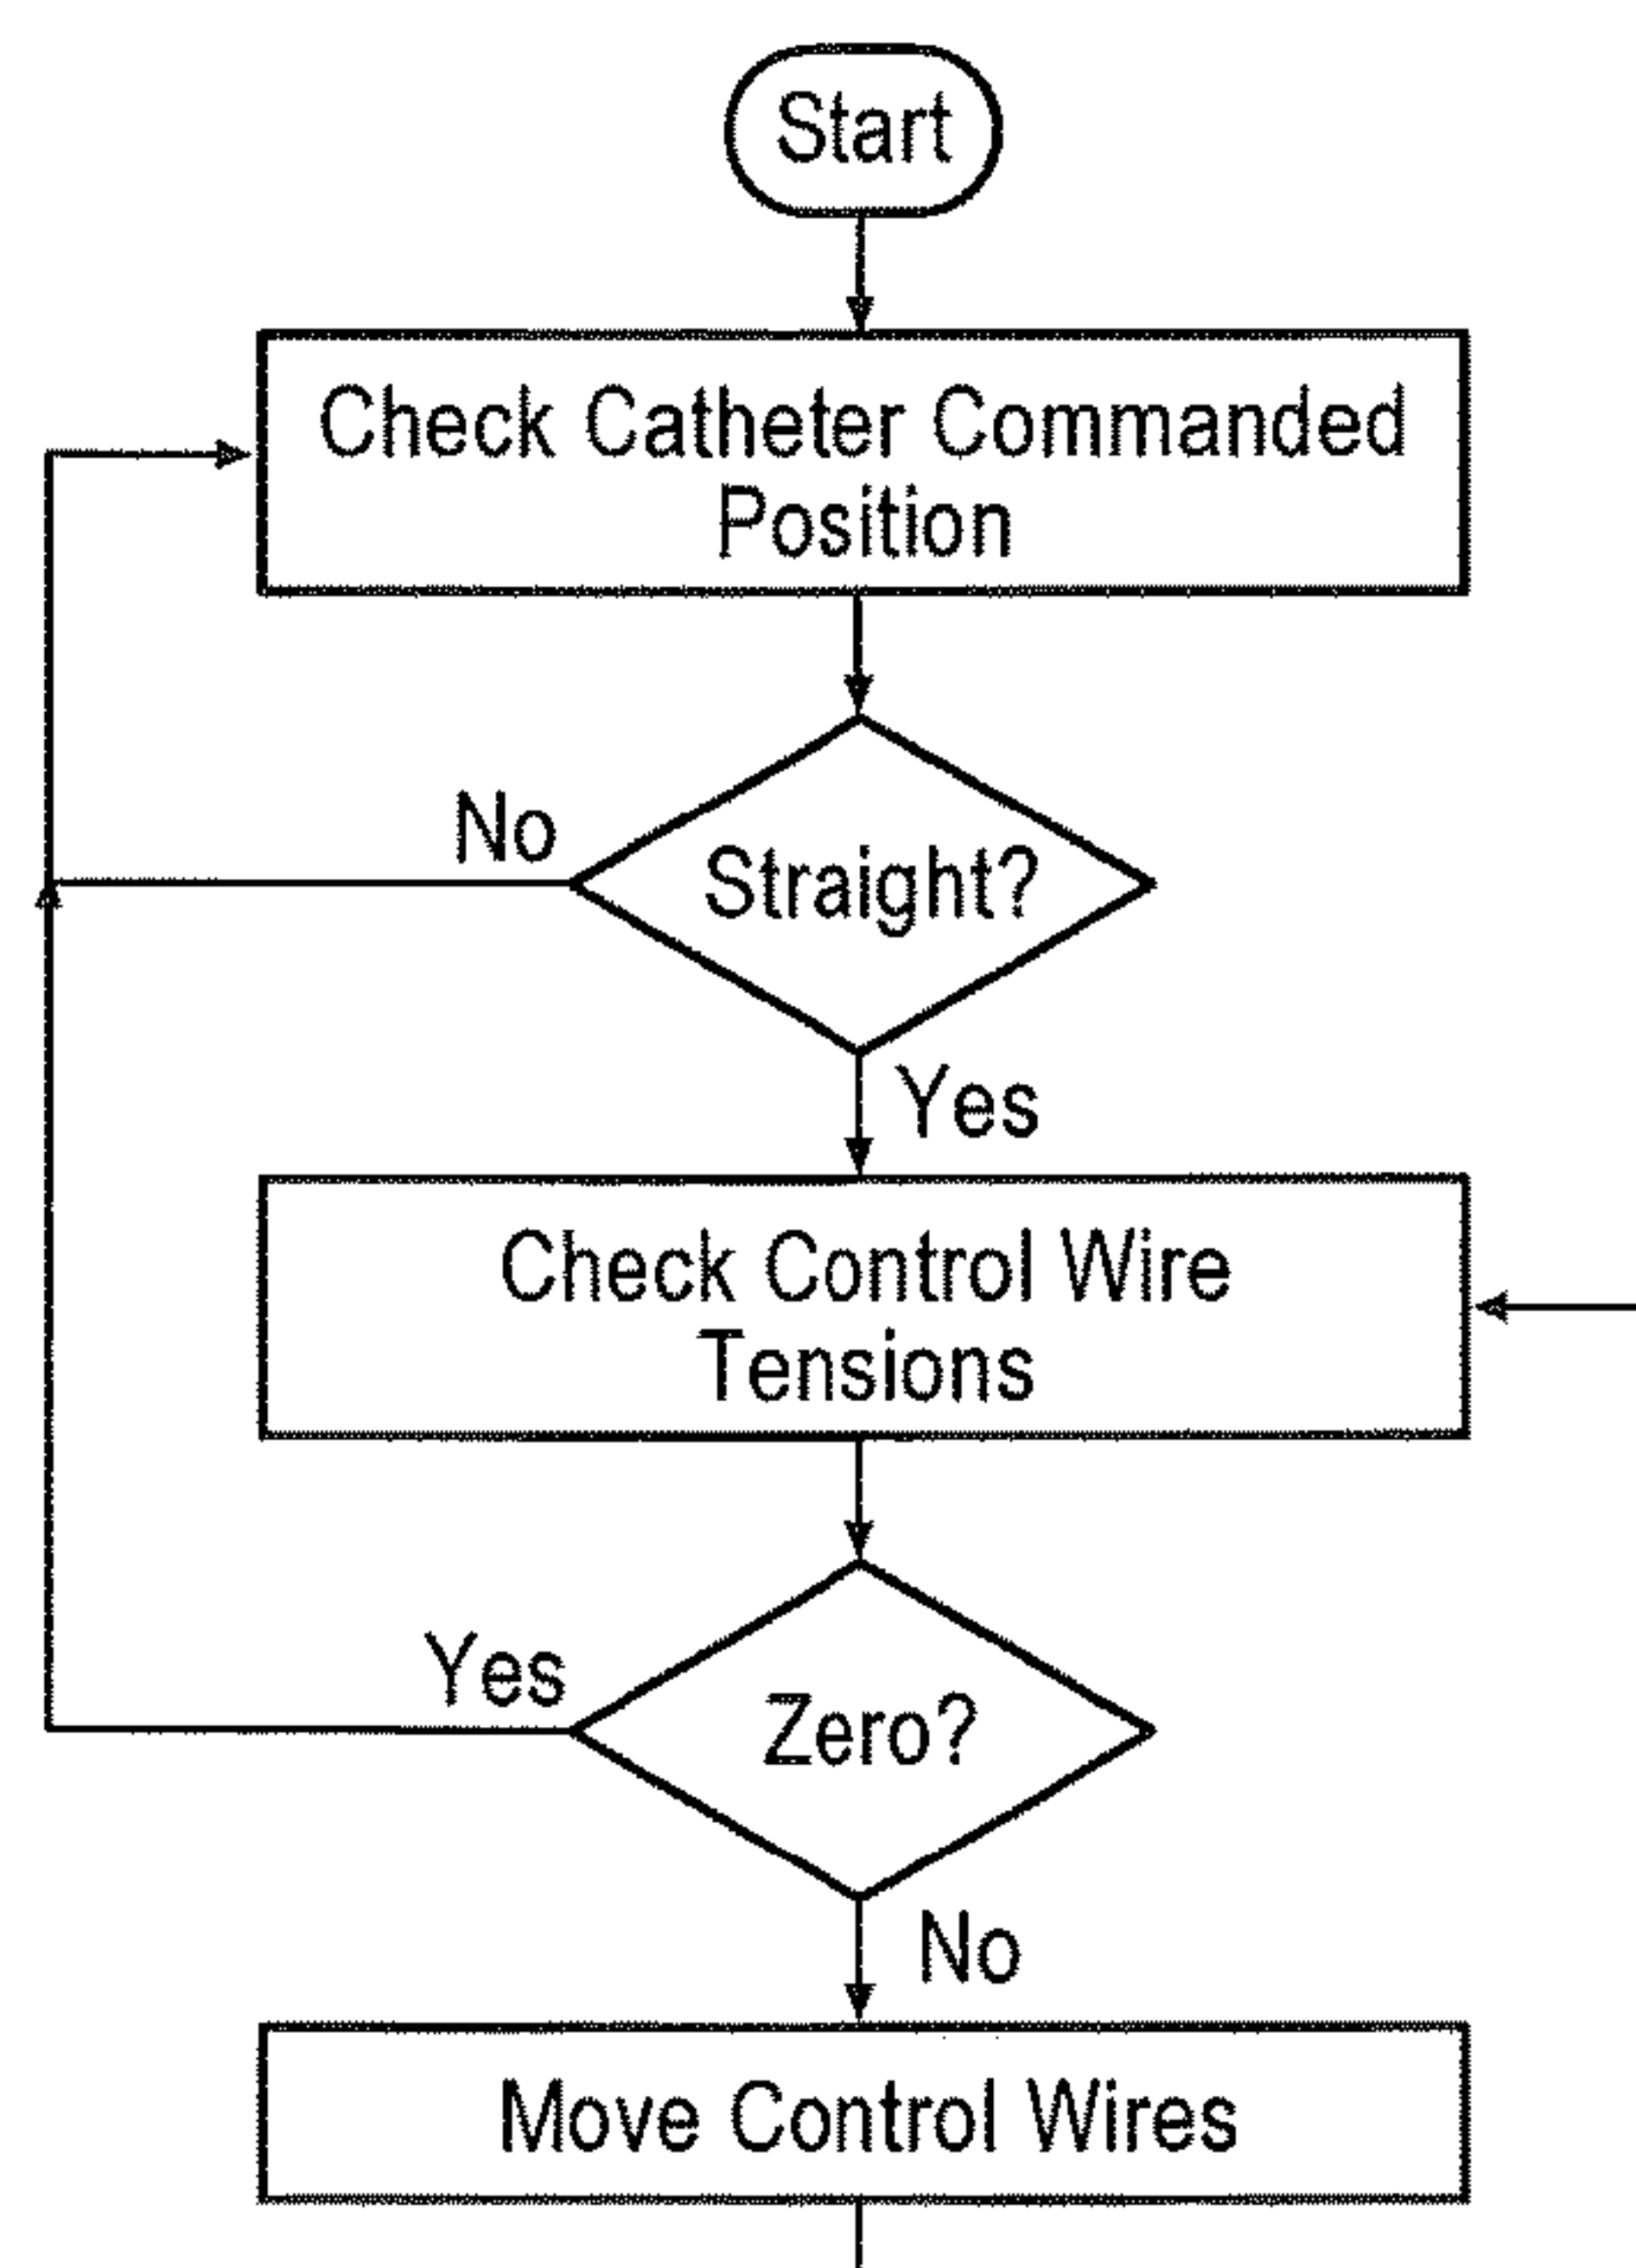 Start
Check Catheter Commanded
Position
No
Straight?
Yes
Check Control Wire
Tensions
Yes
Zero?
No
Move Control Wires